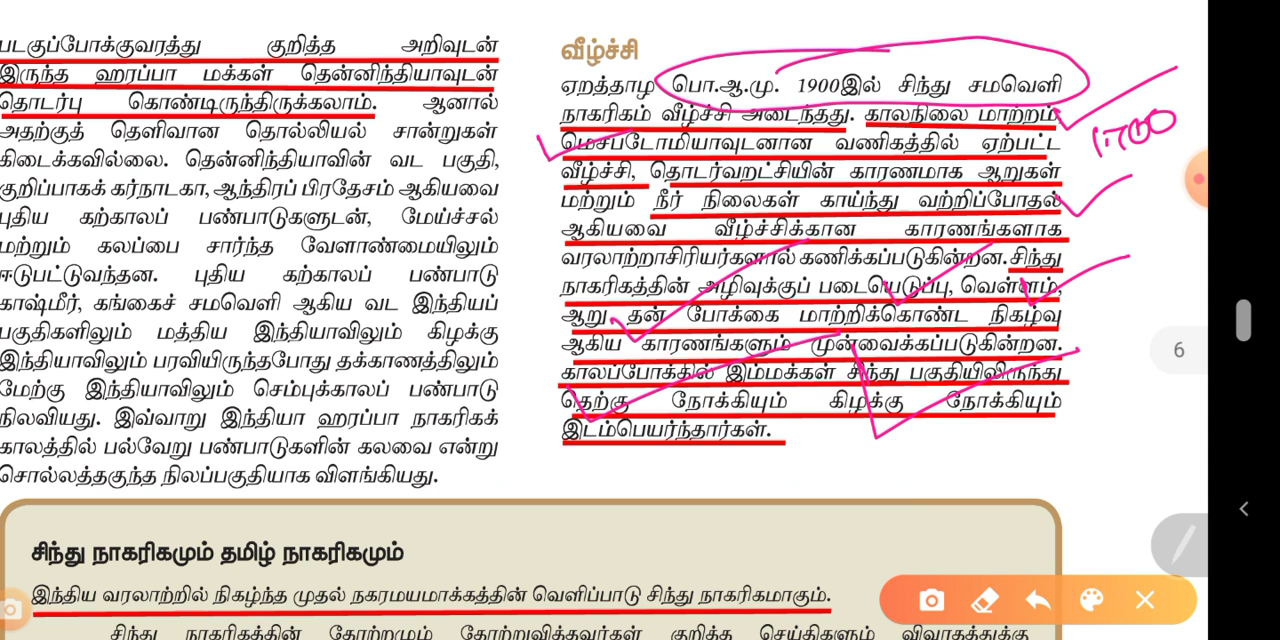 படகுப்போக்குவரத்து குறித்த அறிவுடன்
இருந்த ஹரப்பா மக்கள் தென்னிந்தியாவுடன்
தொடர்பு கொண்டிருந்திருக்கலாம். ஆனால்
அதற்குத் தெளிவான தொல்லியல் சான்றுகள்
கிடைக்கவில்லை. தென்னிந்தியாவின் வட பகுதி,
குறிப்பாகக் கர்நாடகா, ஆந்திரப் பிரதேசம் ஆகியவை
புதிய கற்காலப் பண்பாடுகளுடன், மேய்ச்சல்
மற்றும் கலப்பை சார்ந்த வேளாண்மையிலும்
ஈடுபட்டுவந்தன. புதிய கற்காலப் பண்பாடு
காஷ்மீர், கங்கைச் சமவெளி ஆகிய வட இந்தியப்
பகுதிகளிலும் மத்திய இந்தியாவிலும் கிழக்கு
இந்தியாவிலும் பரவியிருந்தபோது தக்காணத்திலும்
மேற்கு இந்தியாவிலும் செம்புக்காலப் பண்பாடு
நிலவியது. இவ்வாறு இந்தியா ஹரப்பா நாகரிகக்
காலத்தில் பல்வேறு பண்பாடுகளின் கலவை என்று
சொல்லத்தகுந்த நிலப்பகுதியாக விளங்கியது.
வீழ்ச்சி
ஏறத்தாழ பொ.ஆ.மு. 1900இல் சிந்து சமவெளி
நாகரிகம் வீழ்ச்சி அடைந்தது. காலநிலை மாற்றம்,
மெசபடோமியாவுடனான வணிகத்தில் ஏற்பட்ட
வீழ்ச்சி, தொடர்வறட்சியின் காரணமாக ஆறுகள்
மற்றும் நீர் நிலைகள் காய்ந்து வற்றிப்போதல்
ஆகியவை வீழ்ச்சிக்கான காரணங்களாக
வரலாற்றாசிரியர்களால் கணிக்கப்படுகின்றன. சிந்து
நாகரிகத்தின் அழிவுக்குப் படையெடுப்பு, வெள்ளம்,
ஆறு தன் போக்கை மாற்றிக்கொண்ட நிகழ்வு
ஆகிய காரணங்களும் முன்வைக்கப்படுகின்றன.
காலப்போக்கில் இம்மக்கள் சிந்து பகுதியிலிருந்து
தெற்கு நோக்கியும் கிழக்கு நோக்கியும்
இடம்பெயர்ந்தார்கள்.
6
சிந்து நாகரிகமும் தமிழ் நாகரிகமும்
இந்திய வரலாற்றில் நிகழ்ந்த முதல் நகரமயமாக்கத்தின் வெளிப்பாடு சிந்து நாகரிகமாகும்.
சிந்து நாகரிகத்தின் தோற்றமும் தோற்றுவித்தவர்கள் குறித்த செய்திகளும் விவாதத்துக்கு